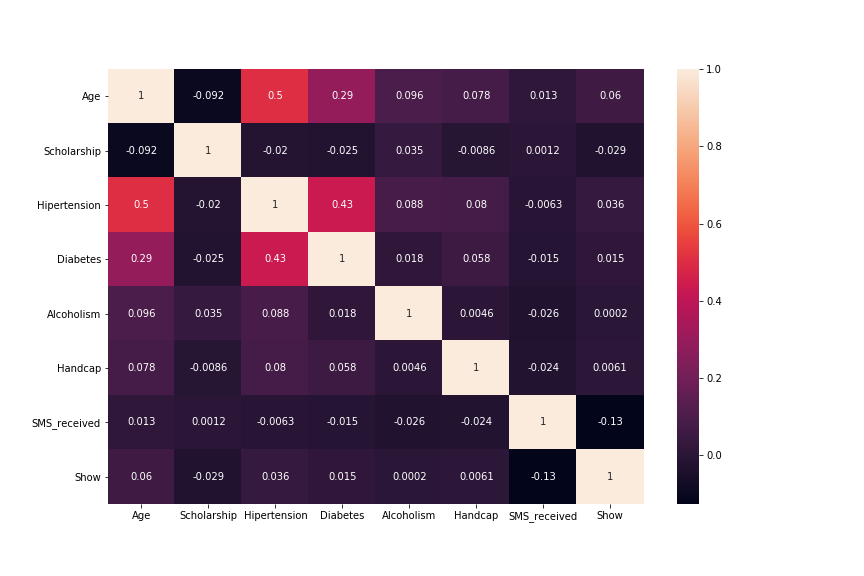 Age 1 -0.092 0.5 0.29 0.096 0.078 0.013 0.06
Scholarship -0.092 1 -0.02 -0.025 0.035 -0.0086 0.0012 -0.029
Hipertension 0.5 -0.02 1 0.43 0.088 0.08 -0.0063 0.036
Diabetes 0.29 -0.025 0.43 1 0.018 0.058 -0.015 0.015
Alcoholism 0.096 0.035 0.088 0.018 1 0.0046 -0.026 0.0002
Handcap 0.078 -0.0086 0.08 0.058 0.0046 1 -0.024 0.0061
SMS_received 0.013 0.0012 -0.0063 -0.015 -0.026 -0.024 1 -0.13
Show 0.06 -0.029 0.036 0.015 0.0002 0.0061 -0.13 1
Age Scholarship Hipertension Diabetes Alcoholism Handcap SMS_received Show
1.0
0.8
0.6
0.4
0.2
0.0